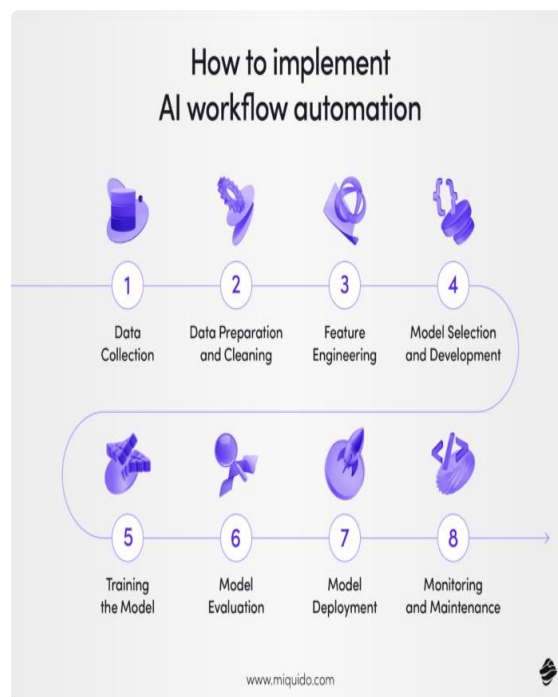 How to implement
AI workflow automation
1
2
3
4
Data
Collection
Data Preparation
and Cleaning
Feature
Engineering
Model Selection
and Development
5
6
7
8
Training
the Model
Model
Evaluation
Model
Deployment
Monitoring
and Maintenance
www.miquido.com